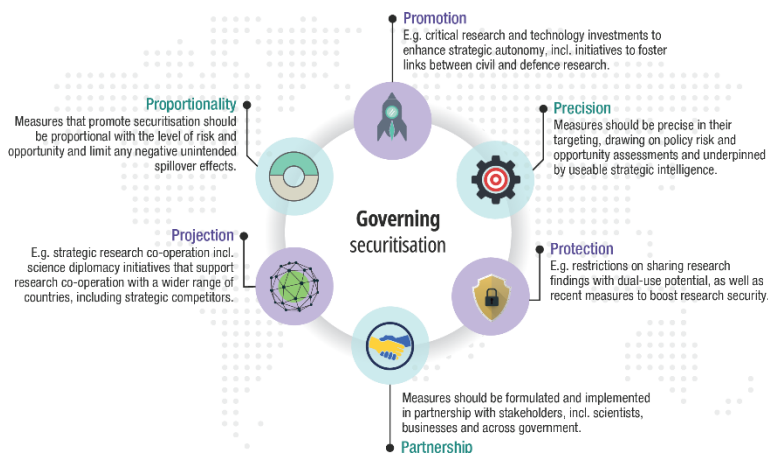 Promotion
E.g. critical research and technology investments to
enhance strategic autonomy, incl. initiatives to foster
links between civil and defence research.
Proportionality
Measures that promote securitisation should
be proportional with the level of risk and
opportunity and limit any negative unintended
spillover effects.
Precision
Measures should be precise in their
targeting, drawing on policy risk and
opportunity assessments and underpinned
by useable strategic intelligence.
Governing
securitisation
Projection
E.g. strategic research co-operation incl.
science diplomacy initiatives that support
research co-operation with a wider range of
countries, including strategic competitors.
Protection
E.g. restrictions on sharing research
findings with dual-use potential, as well as
recent measures to boost research security.
Measures should be formulated and implemented
in partnership with stakeholders, incl. scientists,
businesses and across government.
Partnership